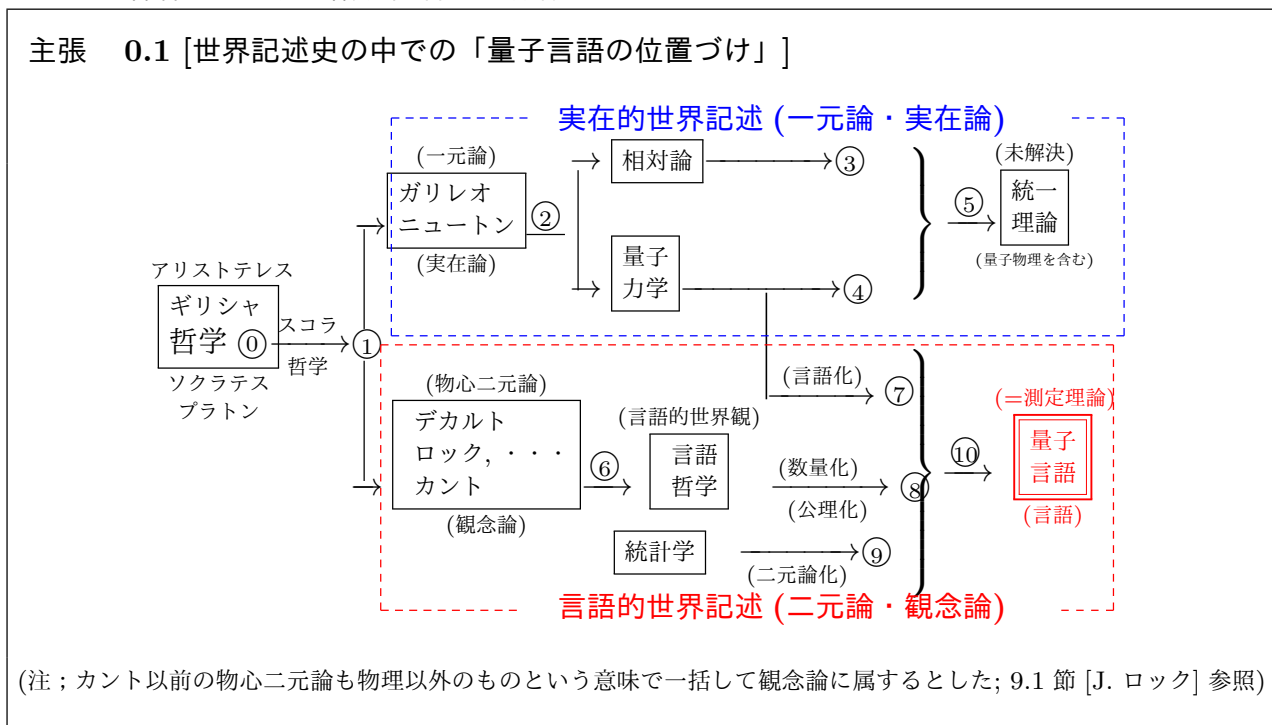 主張 0.1 [世界記述史の中での「量子言語の位置づけ」]
実在的世界記述 (一元論・実在論)
(一元論)
ガリレオ
ニュートン
(実在論)
②
相対論
③
量子
力学
④
⑤
(未解決)
統一
理論
(量子物理を含む)
アリストテレス
ギリシャ
哲学 ⓪
ソクラテス
プラトン
スコラ
哲学
①
(物心二元論)
デカルト
ロック, ・・・
カント
(観念論)
⑥
(言語的世界観)
言語
哲学
(言語化)
⑦
(数量化)
(公理化)
⑧
統計学
(二元論化)
⑨
⑩
(=測定理論)
量子
言語
(言語)
言語的世界記述 (二元論・観念論)
(注 ; カント以前の物心二元論も物理以外のものという意味で一括して観念論に属するとした; 9.1 節 [J. ロック] 参照)